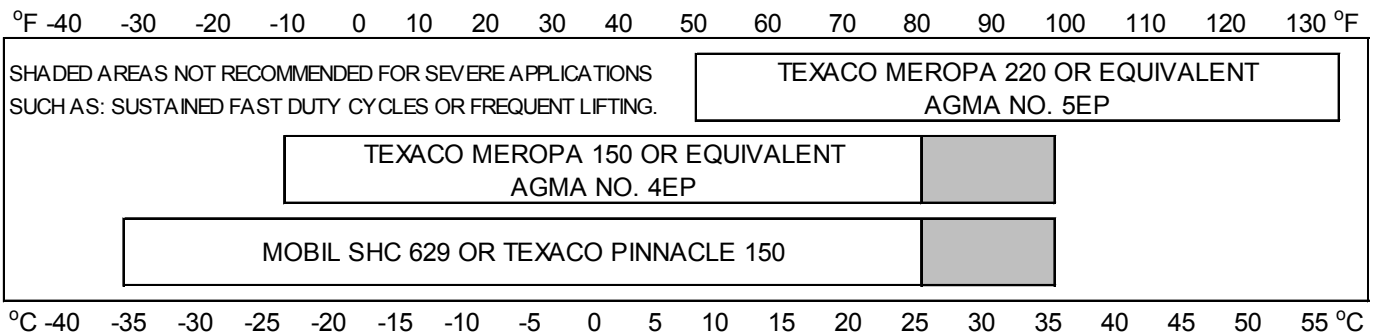 °F -40 -30 -20 -10 0 10 20 30 40 50 60 70 80 90 100 110 120 130 °F
SHADED AREAS NOT RECOMMENDED FOR SEVERE APPLICATIONS
SUCH AS: SUSTAINED FAST DUTY CYCLES OR FREQUENT LIFTING.
TEXACO MEROPA 220 OR EQUIVALENT
AGMA NO. 5EP
TEXACO MEROPA 150 OR EQUIVALENT
AGMA NO. 4EP
MOBIL SHC 629 OR TEXACO PINNACLE 150
°C -40 -35 -30 -25 -20 -15 -10 -5 0 5 10 15 20 25 30 35 40 45 50 55 °C